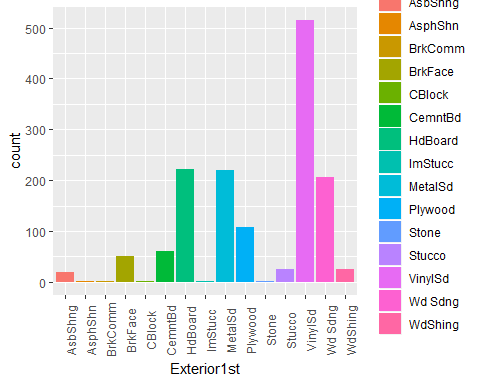 AsbShng
AsphShn
BrkComm
BrkFace
CBlock
CemntBd
HdBoard
ImStucc
MetalSd
Plywood
Stone
Stucco
VinylSd
Wd Sdng
WdShing
500
400
300
200
100
0
count
AsbShng
AsphShn
BrkComm
BrkFace
CBlock
CemntBd
HdBoard
ImStucc
MetalSd
Plywood
Stone
Stucco
VinylSd
Wd Sdng
WdShing
Exterior1st